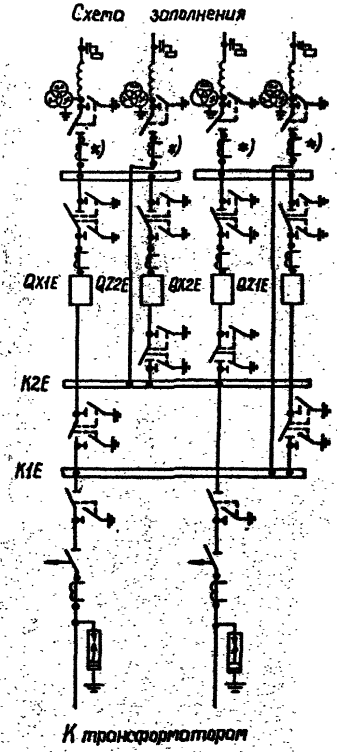 Схема заполнения
*) *) *) *)
QX1E QZ2E QX2E QZ1E
K2E
K1E
К трансформаторам